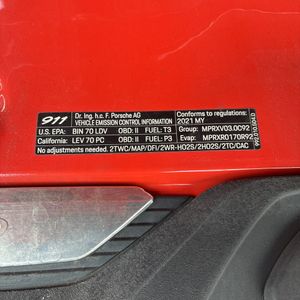 911 Dr. Ing. h.c. F. Porsche AG Conforms to regulations:
VEHICLE EMISSION CONTROL INFORMATION 2021 MY
U.S. EPA: BIN 70 LDV OBD: II FUEL: T3 Group: MPRXV03.0C92
California: LEV 70 PC OBD: II FUEL: P3 Evap: MPRXR0170R92
No adjustments needed. 2TWC/MAP/DFI/2WR-HO2S/2HO2S/2TC/CAC